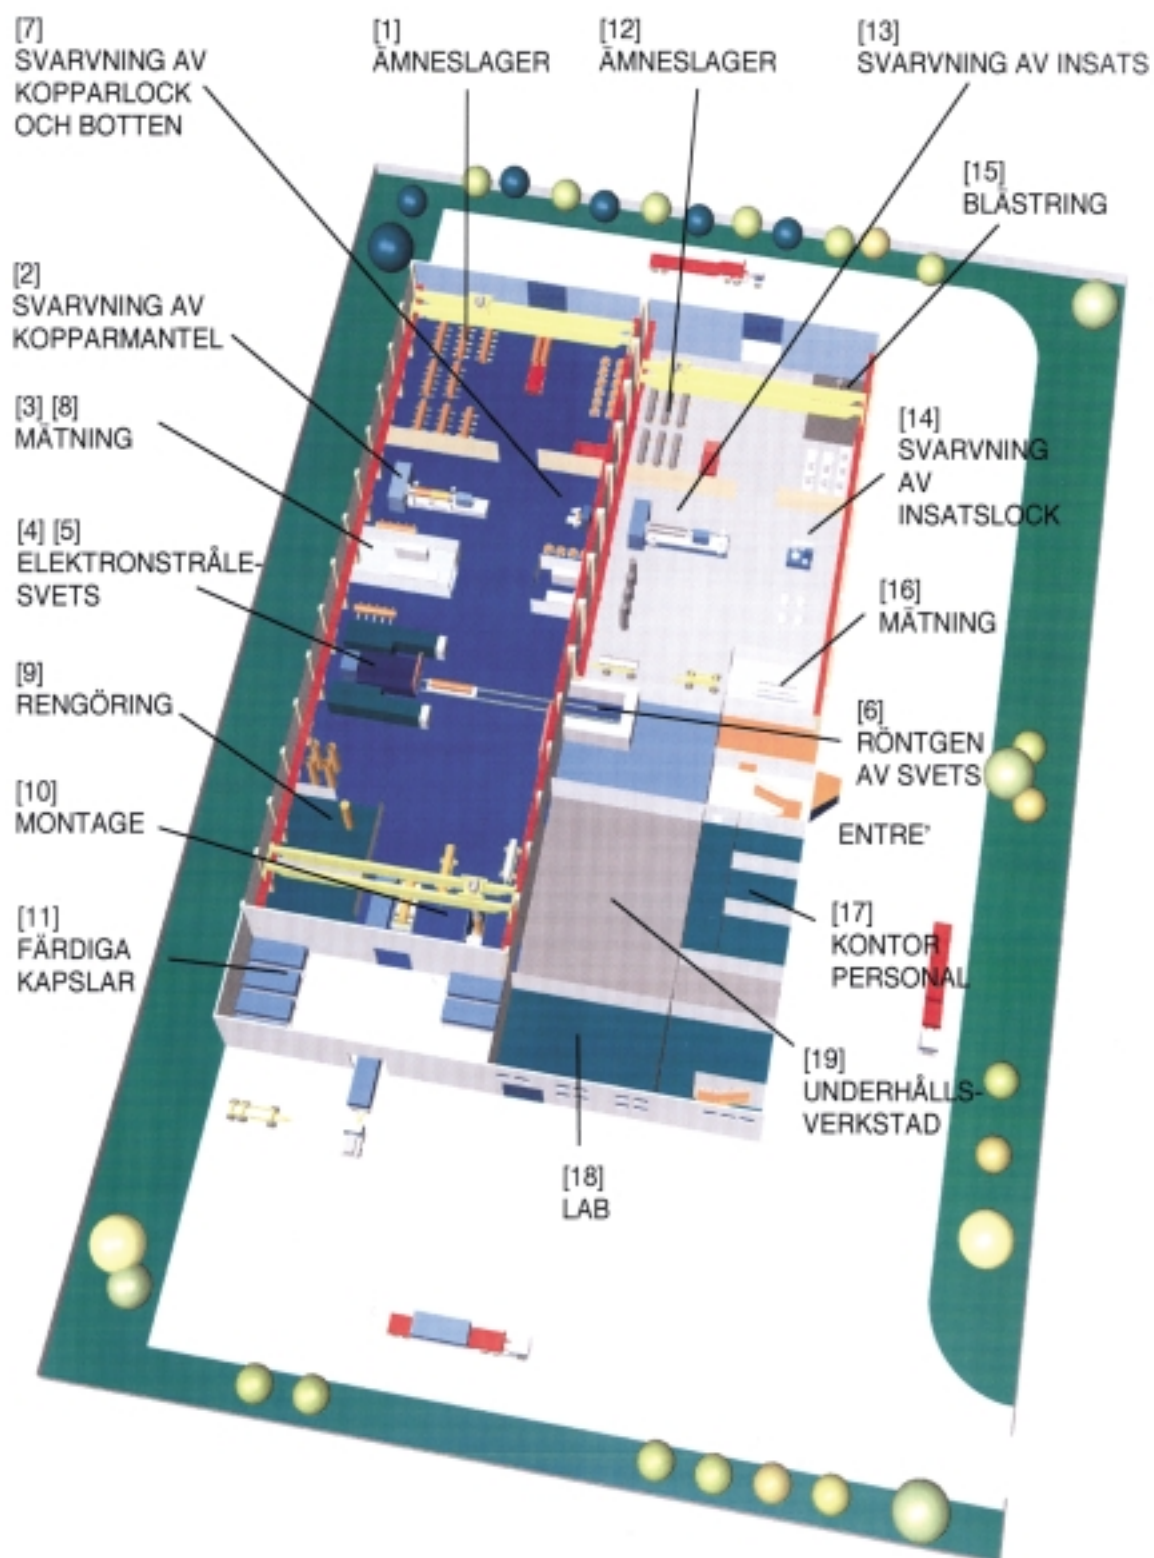 [7]
SVARVNING AV
KOPPARLOCK
OCH BOTTEN
[1]
ÄMNESLAGER
[12]
ÄMNESLAGER
[13]
SVARVNING AV INSATS
[15]
BLÄSTRING
[2]
SVARVNING AV
KOPPARMANTEL
[3] [8]
MÄTNING
[14]
SVARVNING
AV
INSATSLOCK
[4] [5]
ELEKTRONSTRÅLE-
SVETS
[16]
MÄTNING
[9]
RENGÖRING
[6]
RÖNTGEN
AV SVETS
[10]
MONTAGE
ENTRE'
[11]
FÄRDIGA
KAPSLAR
[17]
KONTOR
PERSONAL
[19]
UNDERHÅLLS-
VERKSTAD
[18]
LAB